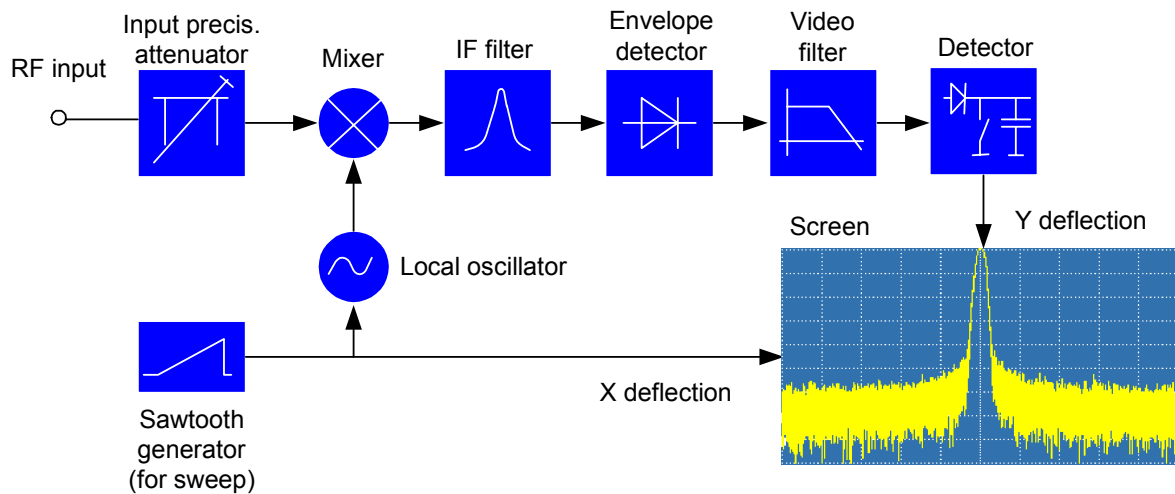 Input precis.
attenuator
RF input
Mixer
IF filter
Envelope
detector
Video
filter
Detector
Local oscillator
Screen
Y deflection
X deflection
Sawtooth
generator
(for sweep)